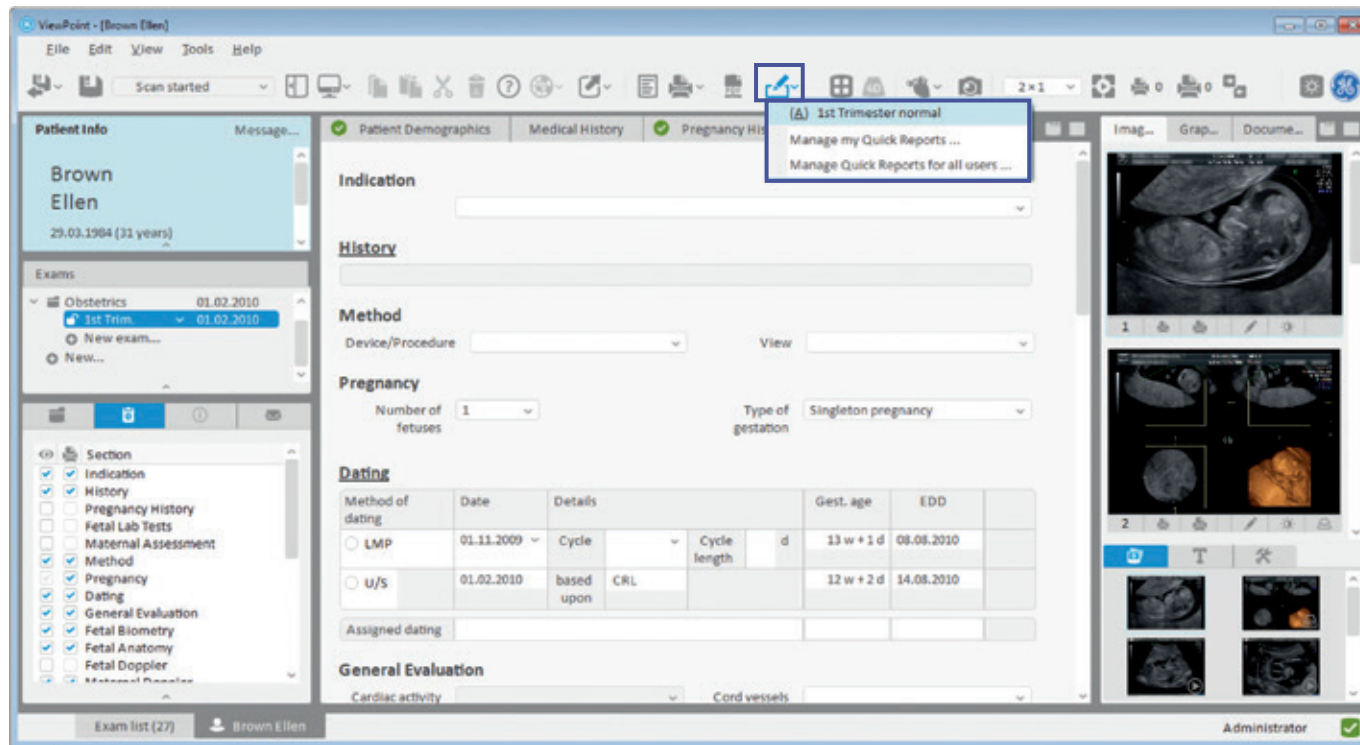 ViewPoint - [Brown Ellen]
File Edit View Tools Help
Scan started
2×1
0
0
Patient Info Message...
Brown
Ellen
29.03.1984 (31 years)
Exams
Obstetrics 01.02.2010
1st Trim. 01.02.2010
New exam...
New...
Section
Indication
History
Pregnancy History
Fetal Lab Tests
Maternal Assessment
Method
Pregnancy
Dating
General Evaluation
Fetal Biometry
Fetal Anatomy
Fetal Doppler
Maternal Doppler
Patient Demographics Medical History Pregnancy His
(A) 1st Trimester normal
Manage my Quick Reports ...
Manage Quick Reports for all users ...
Indication
History
Method
Device/Procedure View
Pregnancy
Number of fetuses 1 Type of gestation Singleton pregnancy
Dating
Method of dating Date Details Gest. age EDD
LMP 01.11.2009 Cycle Cycle length d 13 w + 1 d 08.08.2010
U/S 01.02.2010 based upon CRL 12 w + 2 d 14.08.2010
Assigned dating
General Evaluation
Cardiac activity Cord vessels
Imag... Grap... Docume...
1
2
T
Exam list (27) Brown Ellen
Administrator